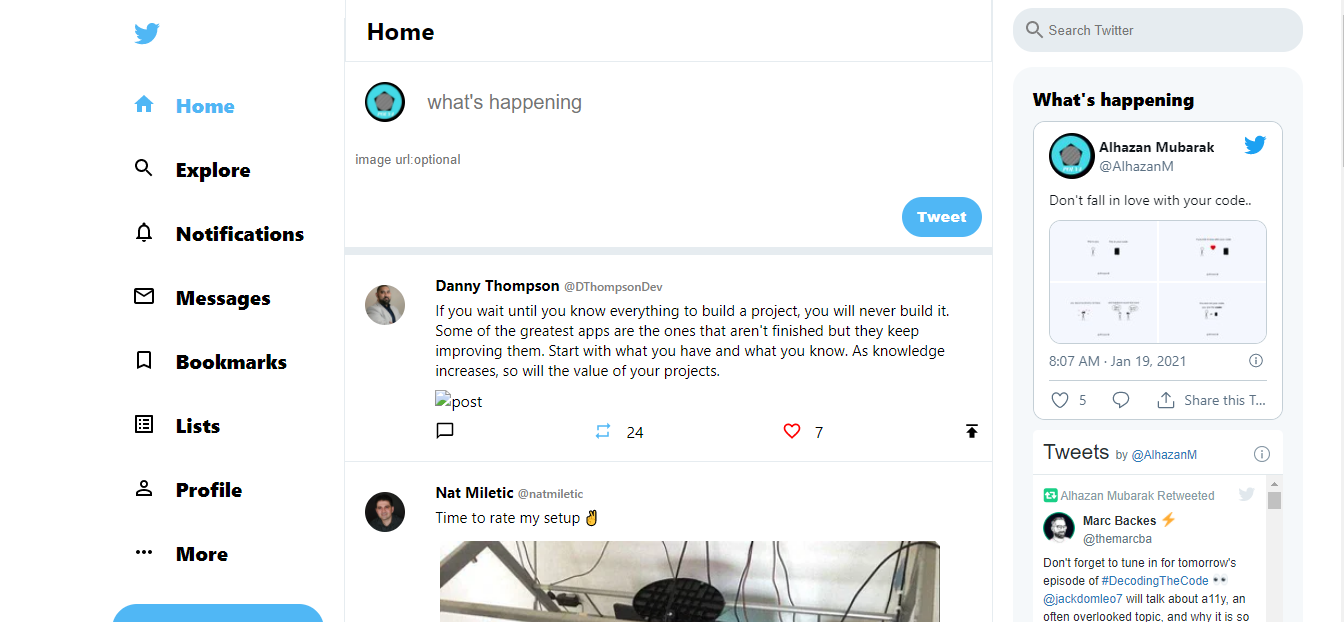 Home
Explore
Notifications
Messages
Bookmarks
Lists
Profile
More
Home
what's happening
image url:optional
Tweet
Danny Thompson @DThompsonDev
If you wait until you know everything to build a project, you will never build it.
Some of the greatest apps are the ones that aren't finished but they keep
improving them. Start with what you have and what you know. As knowledge
increases, so will the value of your projects.
post
24 7
Nat Miletic @natmiletic
Time to rate my setup ✌
Search Twitter
What's happening
Alhazan Mubarak
@AlhazanM
Don't fall in love with your code..
8:07 AM · Jan 19, 2021
5 Share this T...
Tweets by @AlhazanM
Alhazan Mubarak Retweeted
Marc Backes ⚡
@themarcba
Don't forget to tune in for tomorrow's
episode of #DecodingTheCode 👀
@jackdomleo7 will talk about a11y, an
often overlooked topic, and why it is so